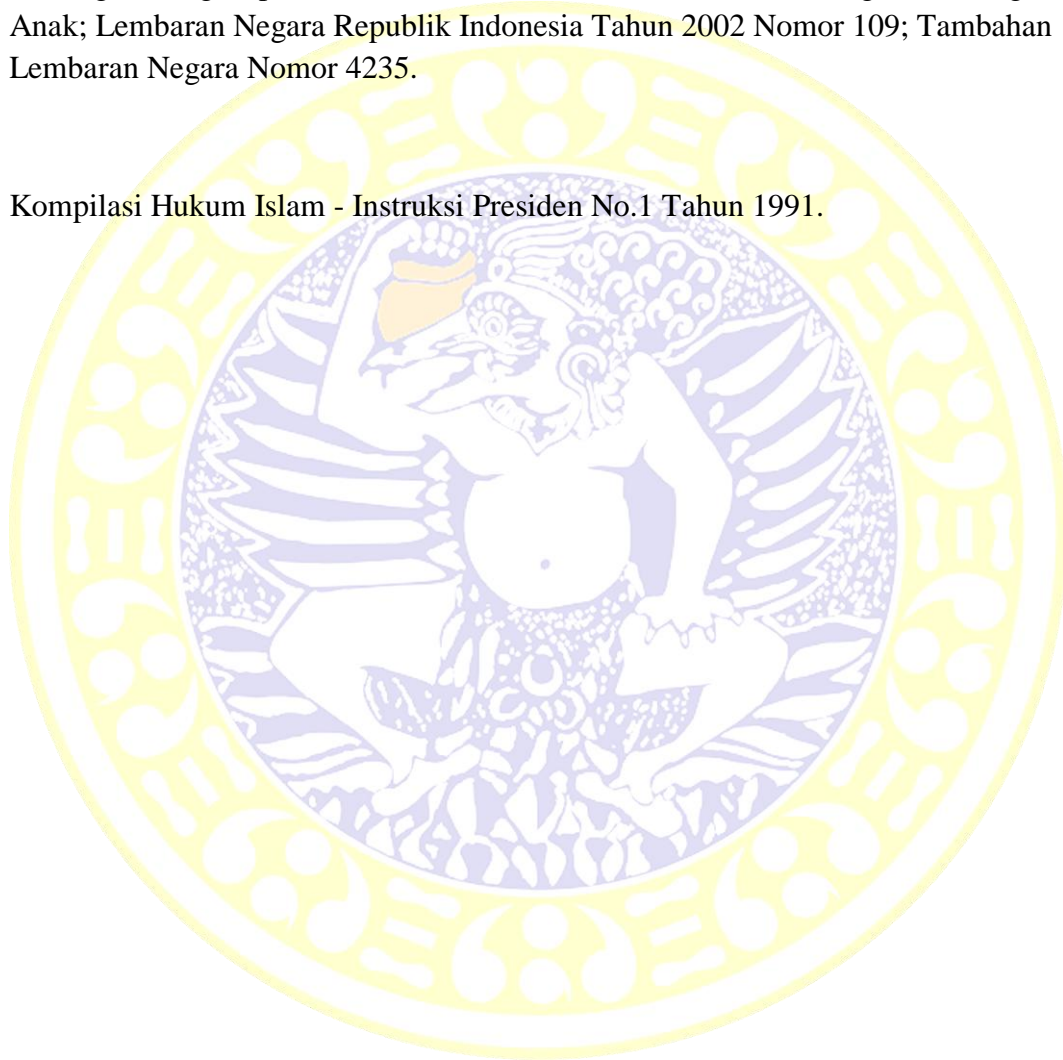 Anak; Lembaran Negara Republik Indonesia Tahun 2002 Nomor 109; Tambahan
Lembaran Negara Nomor 4235.
Kompilasi Hukum Islam - Instruksi Presiden No.1 Tahun 1991.